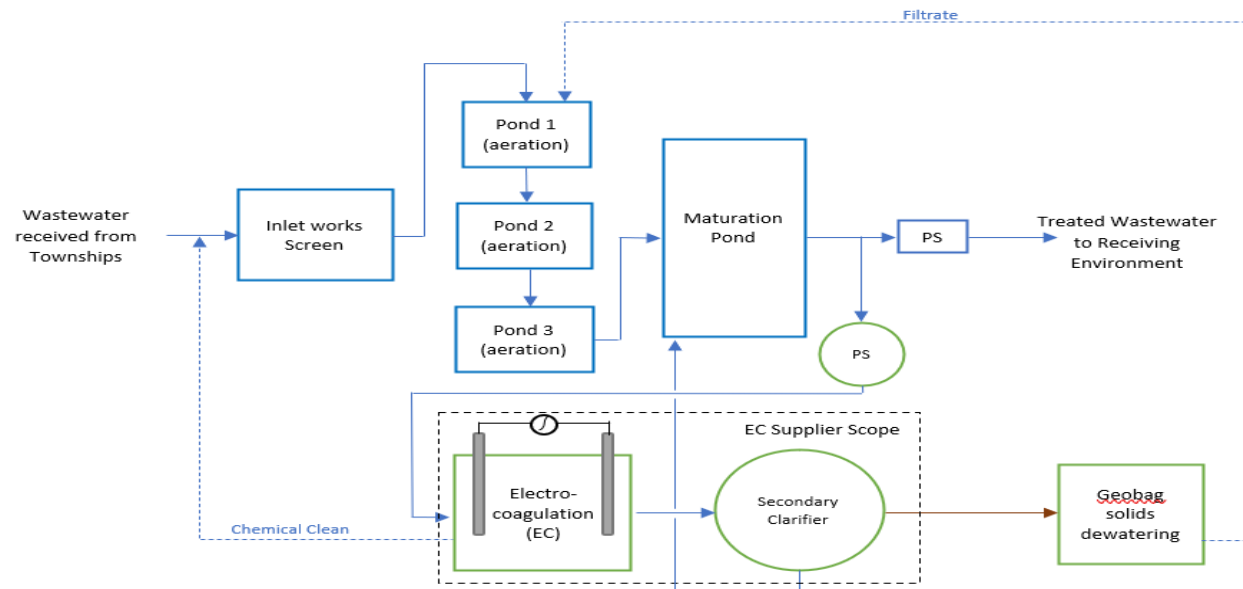 Filtrate
Pond 1
(aeration)
Pond 2
(aeration)
Pond 3
(aeration)
Wastewater
received from
Townships
Inlet works
Screen
Maturation
Pond
PS
Treated Wastewater
to Receiving
Environment
PS
EC Supplier Scope
Electro-
coagulation
(EC)
Secondary
Clarifier
Geobag
solids
dewatering
Chemical Clean